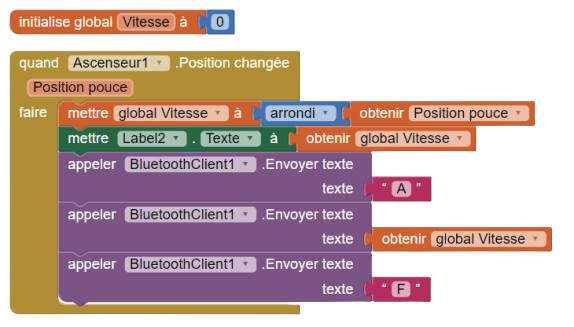 initialise global Vitesse à 0
quand Ascenseur1 .Position changée
Position pouce
faire mettre global Vitesse à arrondi obtenir Position pouce
mettre Label2 . Texte à obtenir global Vitesse
appeler BluetoothClient1 .Envoyer texte
texte " A "
appeler BluetoothClient1 .Envoyer texte
texte obtenir global Vitesse
appeler BluetoothClient1 .Envoyer texte
texte " F "